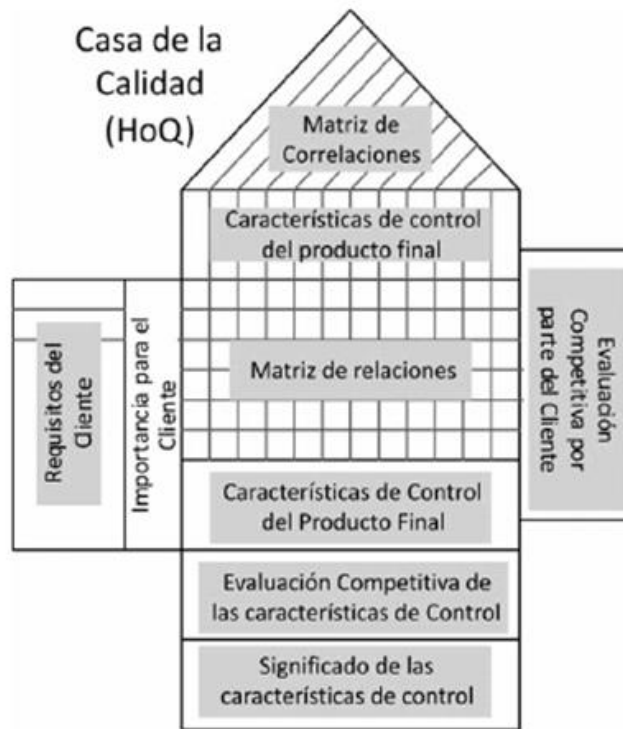 Casa de la
Calidad
(HoQ)
Matriz de
Correlaciones
Características de control
del producto final
Requisitos del
Cliente
Importancia para el
Cliente
Matriz de relaciones
Evaluación
Competitiva por
parte del Cliente
Características de Control
del Producto Final
Evaluación Competitiva de
las características de Control
Significado de las
características de control